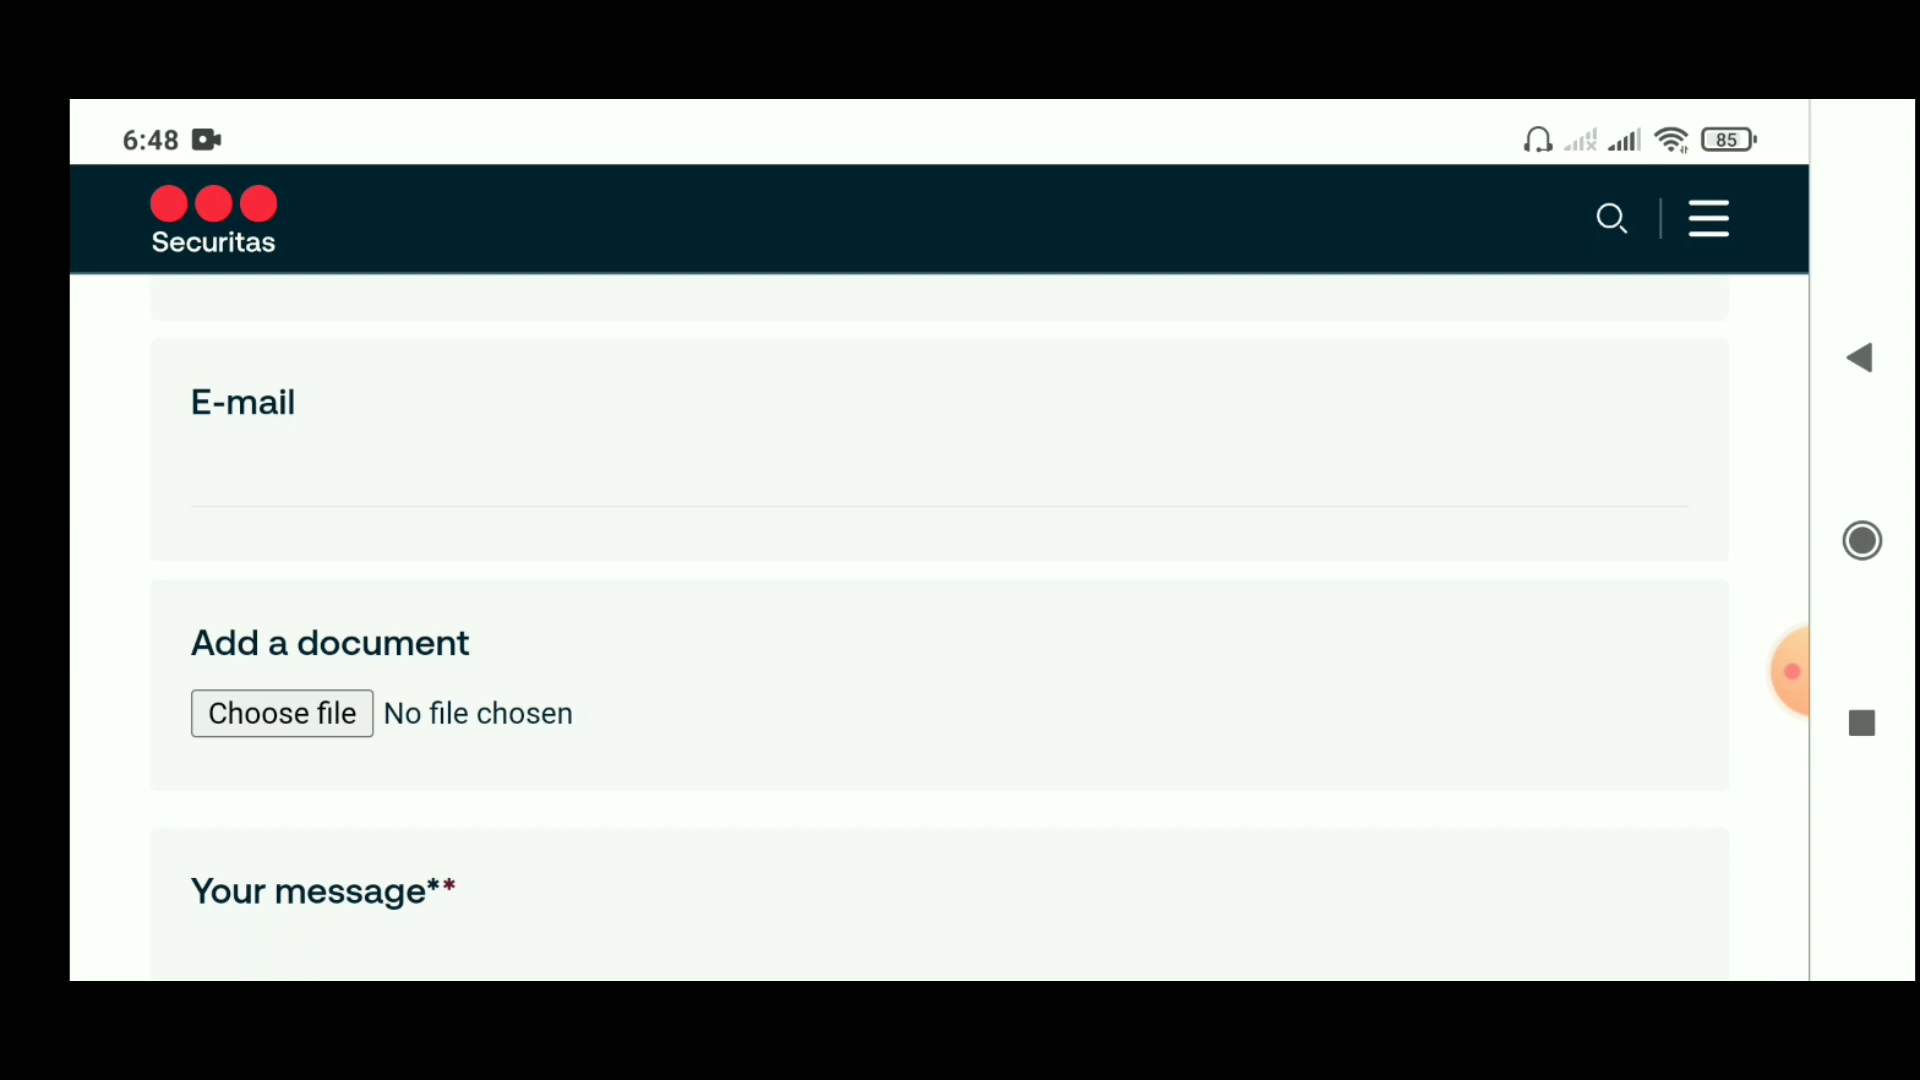 6:48
85
Securitas
E-mail
Add a document
Choose file No file chosen
Your message**